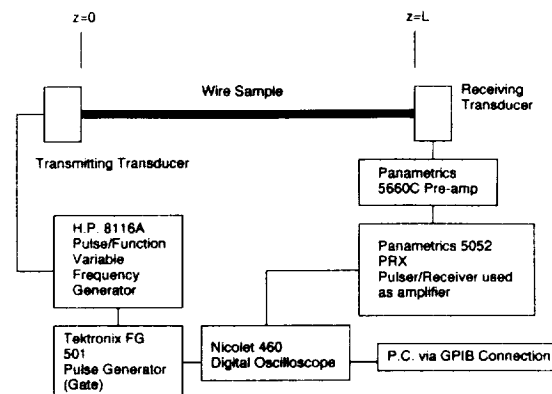 z=0
z=L
Wire Sample
Receiving
Transducer
Transmitting Transducer
Panametrics
5660C Pre-amp
H.P. 8116A
Pulse/Function
Variable
Frequency
Generator
Panametrics 5052
PRX
Pulser/Receiver used
as amplifier
Tektronix FG
501
Pulse Generator
(Gate)
Nicolet 460
Digital Oscilloscope
P.C. via GPIB Connection